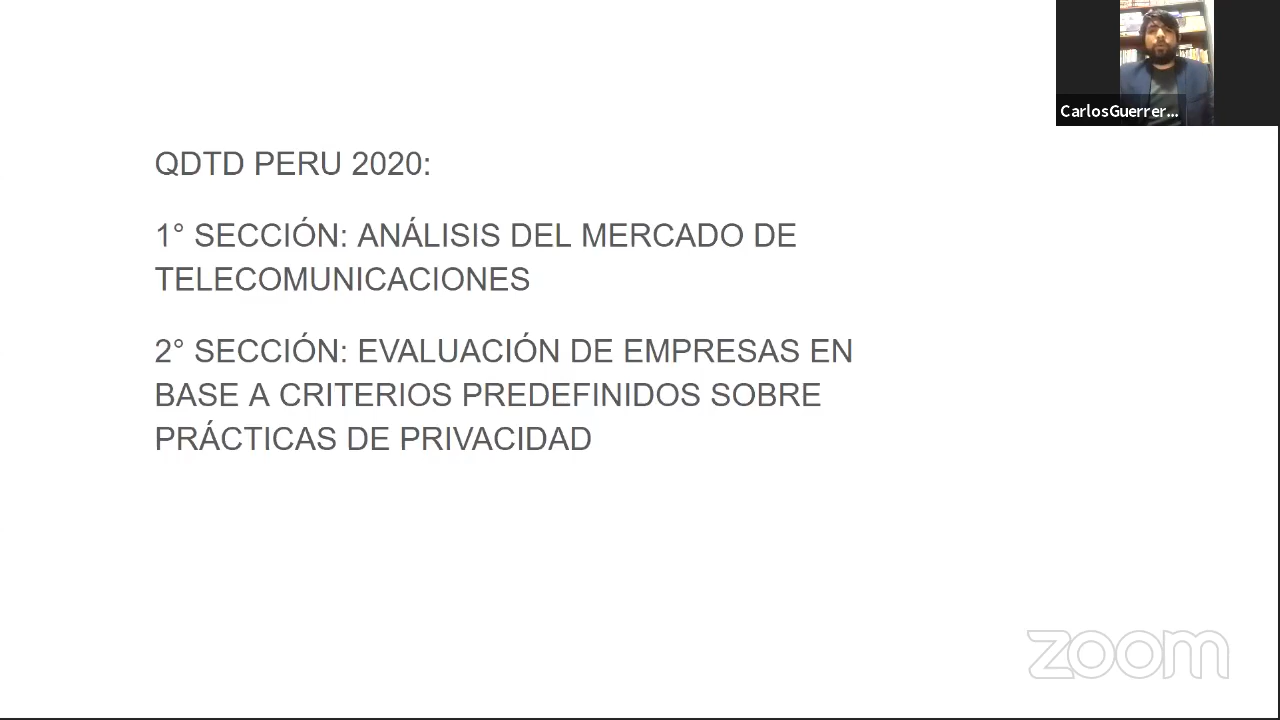 CarlosGuerrer...
QDTD PERU 2020:
1° SECCIÓN: ANÁLISIS DEL MERCADO DE
TELECOMUNICACIONES
2° SECCIÓN: EVALUACIÓN DE EMPRESAS EN
BASE A CRITERIOS PREDEFINIDOS SOBRE
PRÁCTICAS DE PRIVACIDAD
zoom